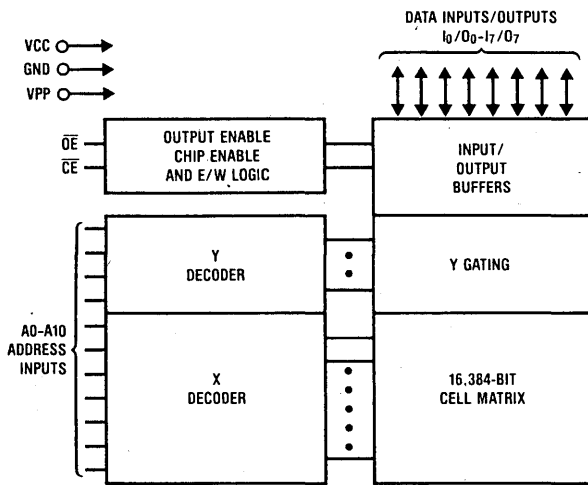 DATA INPUTS/OUTPUTS
I0/O0-I7/O7
VCC
GND
VPP
OE
CE
OUTPUT ENABLE
CHIP ENABLE
AND E/W LOGIC
INPUT/
OUTPUT
BUFFERS
Y
DECODER
Y GATING
A0-A10
ADDRESS
INPUTS
X
DECODER
16,384-BIT
CELL MATRIX